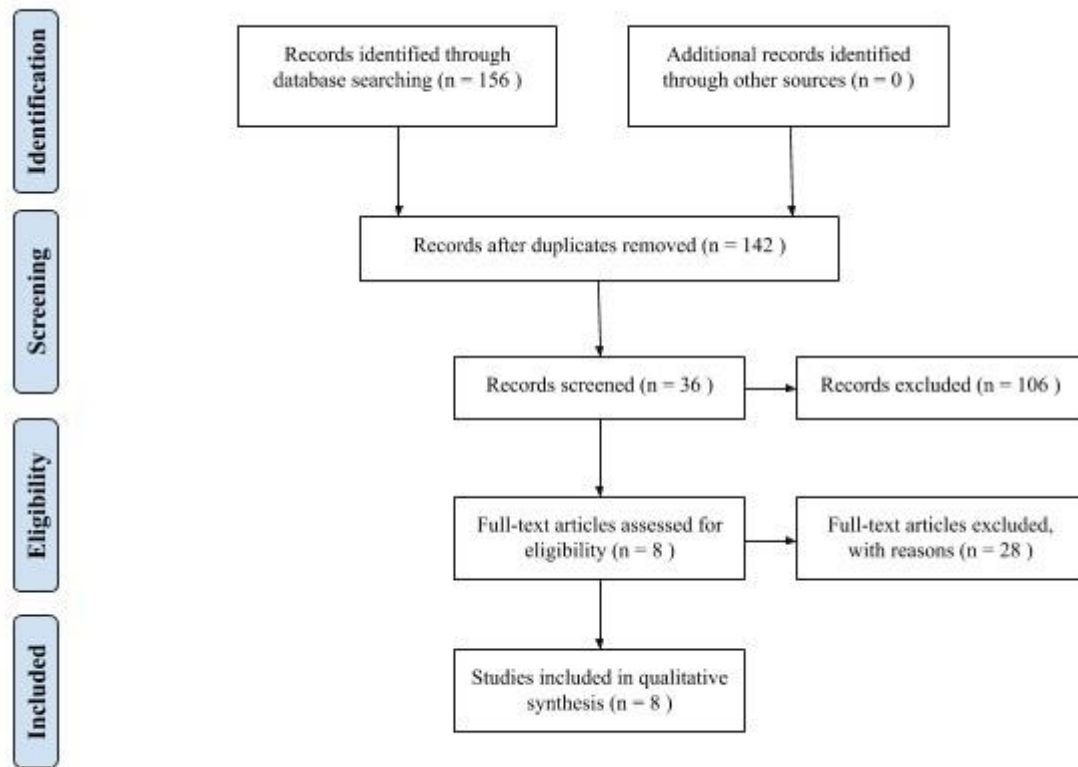 Identification
Records identified through
database searching (n = 156 )
Additional records identified
through other sources (n = 0 )
Screening
Records after duplicates removed (n = 142 )
Records screened (n = 36 )
Records excluded (n = 106 )
Eligibility
Full-text articles assessed for
eligibility (n = 8 )
Full-text articles excluded,
with reasons (n = 28 )
Included
Studies included in qualitative
synthesis (n = 8 )